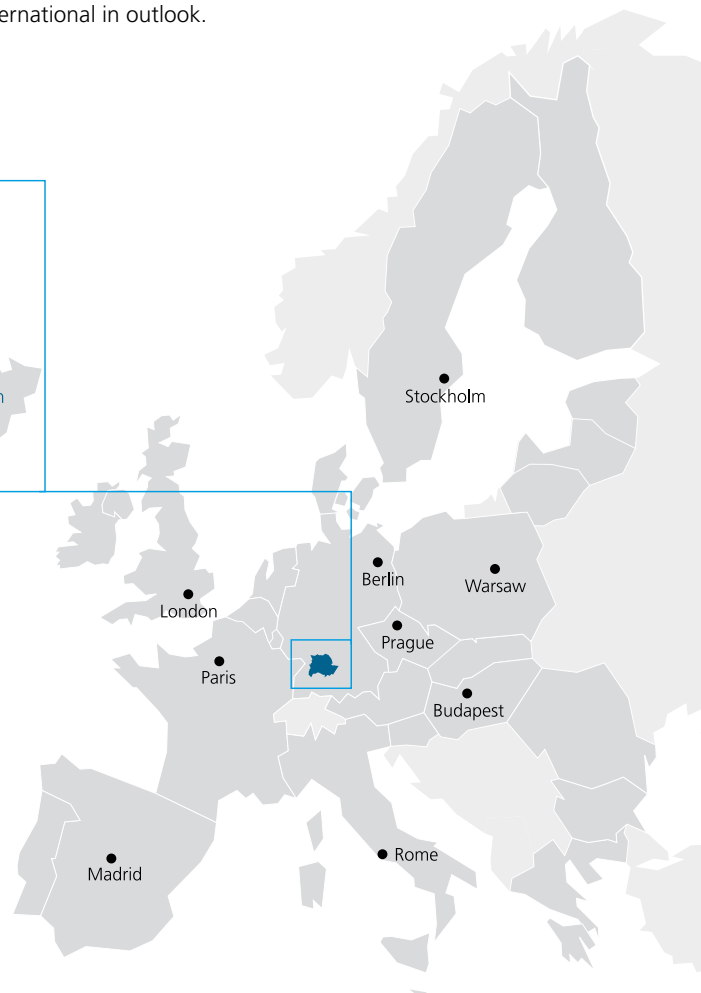 ernational in outlook.
Stockholm
Berlin
Warsaw
London
Prague
Paris
Budapest
Rome
Madrid